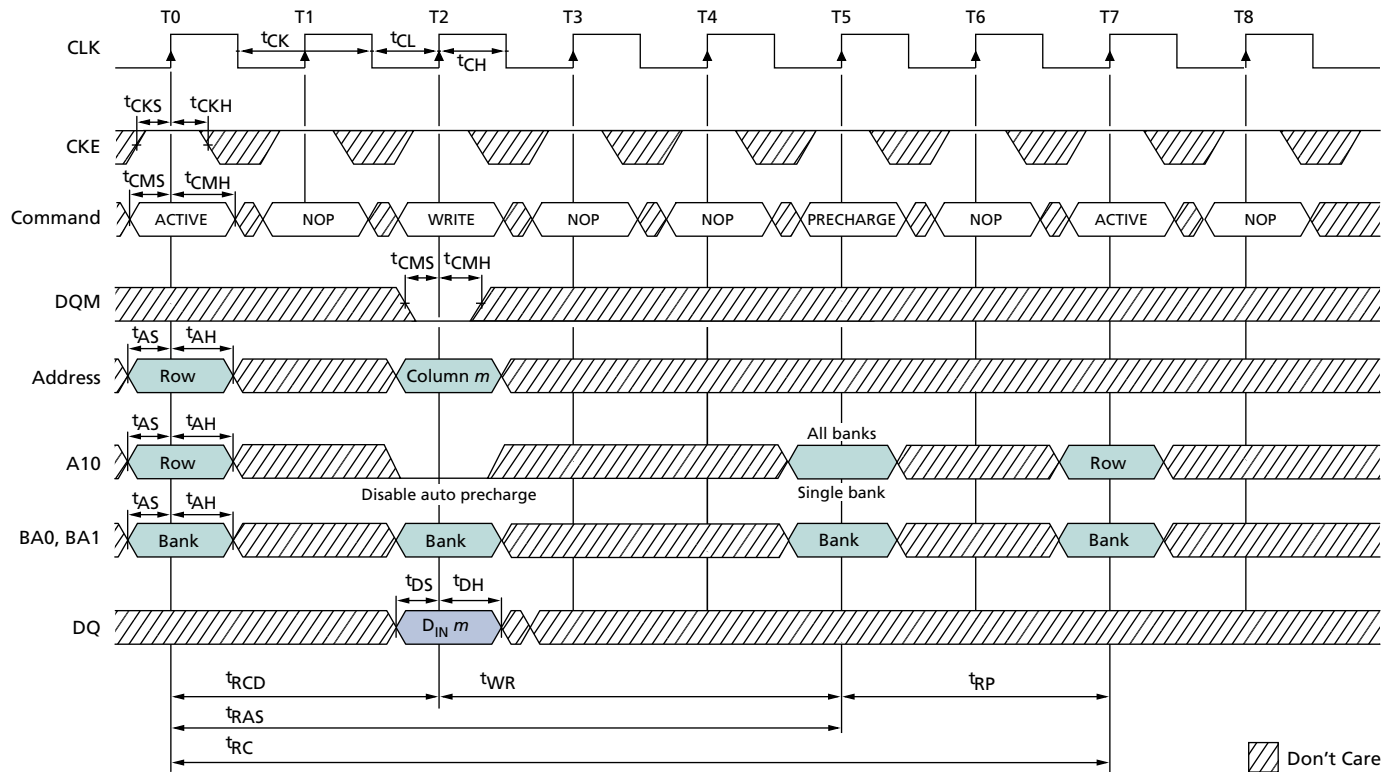 T0 T1 T2 T3 T4 T5 T6 T7 T8
CLK
tCK tCL
tCH
tCKS tCKH
CKE
tCMS tCMH
Command ACTIVE NOP WRITE NOP NOP PRECHARGE NOP ACTIVE NOP
tCMS tCMH
DQM
tAS tAH
Address Row Column m
tAS tAH All banks
A10 Row Row
Disable auto precharge Single bank
tAS tAH
BA0, BA1 Bank Bank Bank Bank
tDS tDH
DQ DIN m
tRCD tWR tRP
tRAS
tRC
Don't Care